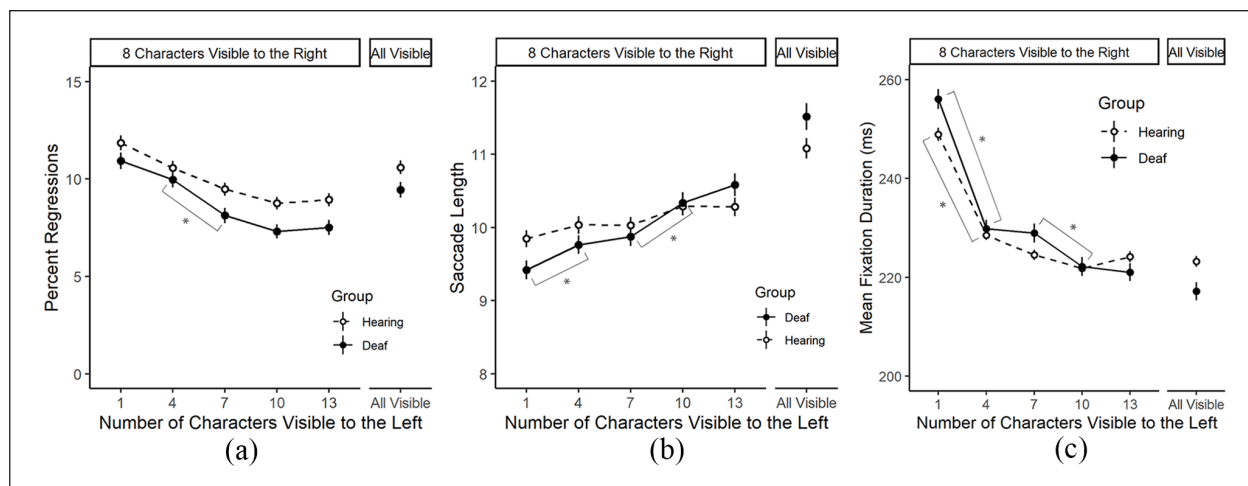 8 Characters Visible to the Right
All Visible
15
10
5
0
Percent Regressions
Group
Hearing
Deaf
*
1
4
7
10
13
All Visible
Number of Characters Visible to the Left
(a)
8 Characters Visible to the Right
All Visible
12
11
10
9
8
Saccade Length
*
*
Group
Deaf
Hearing
1
4
7
10
13
All Visible
Number of Characters Visible to the Left
(b)
8 Characters Visible to the Right
All Visible
260
240
220
200
Mean Fixation Duration (ms)
Group
Hearing
Deaf
*
*
*
1
4
7
10
13
All Visible
Number of Characters Visible to the Left
(c)